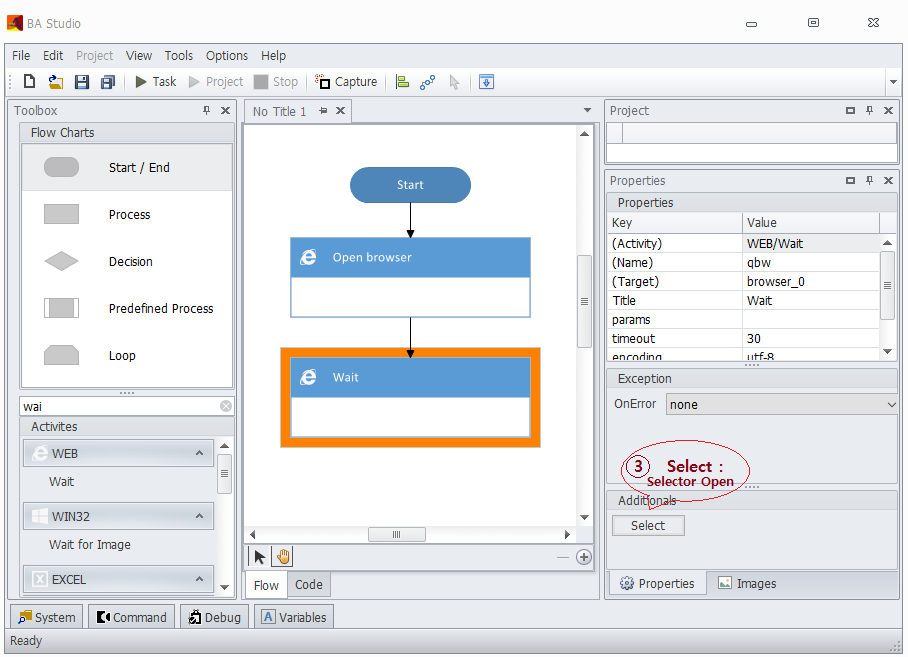 BA Studio
File Edit Project View Tools Options Help
Task Project Stop Capture
Toolbox
Flow Charts
Start / End
Process
Decision
Predefined Process
Loop
wai
Activites
WEB
Wait
WIN32
Wait for Image
EXCEL
No Title 1
Start
Open browser
Wait
Flow Code
Project
Properties
Properties
Key Value
(Activity) WEB/Wait
(Name) qbw
(Target) browser_0
Title Wait
params
timeout 30
encoding utf-8
Exception
OnError none
3 Select :
Selector Open
Additionals
Select
Properties Images
System Command Debug Variables
Ready